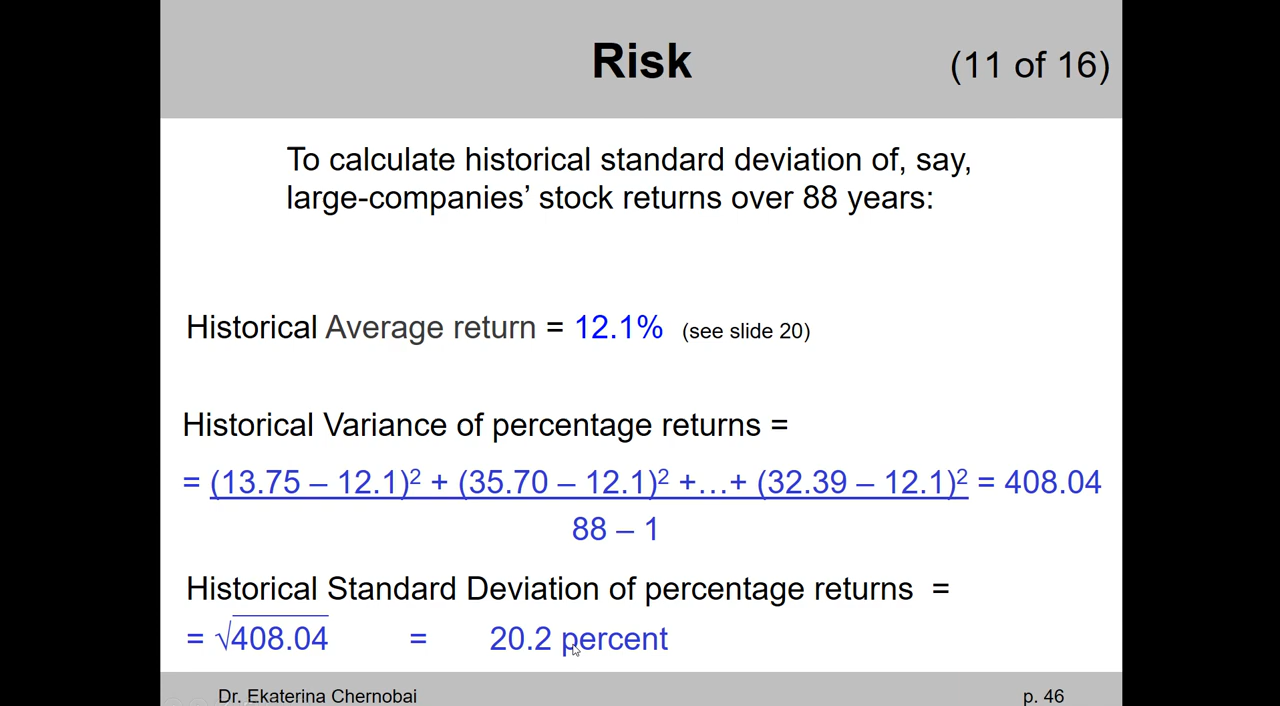 Risk (11 of 16)
To calculate historical standard deviation of, say,
large-companies’ stock returns over 88 years:
Historical Average return = 12.1% (see slide 20)
Historical Variance of percentage returns =
= (13.75 – 12.1)² + (35.70 – 12.1)² +…+ (32.39 – 12.1)² = 408.04
88 – 1
Historical Standard Deviation of percentage returns =
= √408.04 = 20.2 percent
Dr. Ekaterina Chernobai p. 46